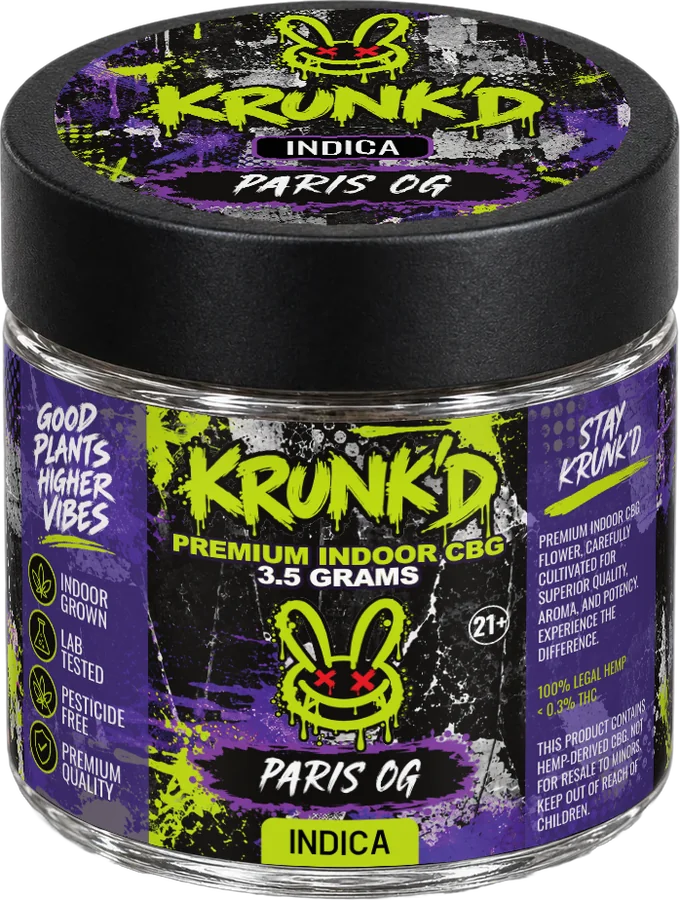 KRUNK'D
INDICA
PARIS OG
GOOD
PLANTS
HIGHER
VIBES
INDOOR
GROWN
LAB
TESTED
PESTICIDE
FREE
PREMIUM
QUALITY
KRUNK'D
PREMIUM INDOOR CBG
3.5 GRAMS
21+
PARIS OG
INDICA
STAY
KRUNK'D
PREMIUM INDOOR CBG
FLOWER, CAREFULLY
CULTIVATED FOR
SUPERIOR QUALITY,
AROMA, AND POTENCY.
EXPERIENCE THE
DIFFERENCE.
100% LEGAL HEMP
< 0.3% THC
THIS PRODUCT CONTAINS
HEMP-DERIVED CBG. NOT
FOR RESALE TO MINORS.
KEEP OUT OF REACH OF
CHILDREN.